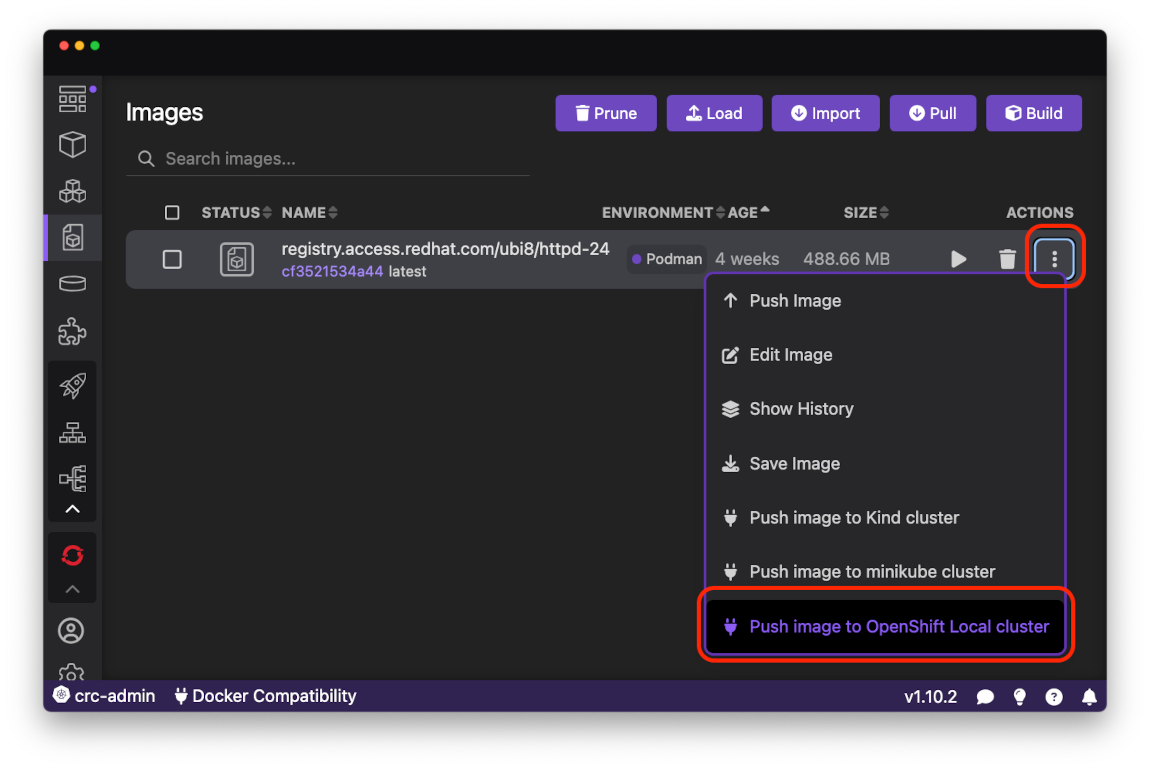 Images
Prune
Load
Import
Pull
Build
Search images...
STATUS NAME ENVIRONMENT AGE SIZE ACTIONS
registry.access.redhat.com/ubi8/httpd-24
cf3521534a44 latest
Podman
4 weeks
488.66 MB
Push Image
Edit Image
Show History
Save Image
Push image to Kind cluster
Push image to minikube cluster
Push image to OpenShift Local cluster
crc-admin
Docker Compatibility
v1.10.2